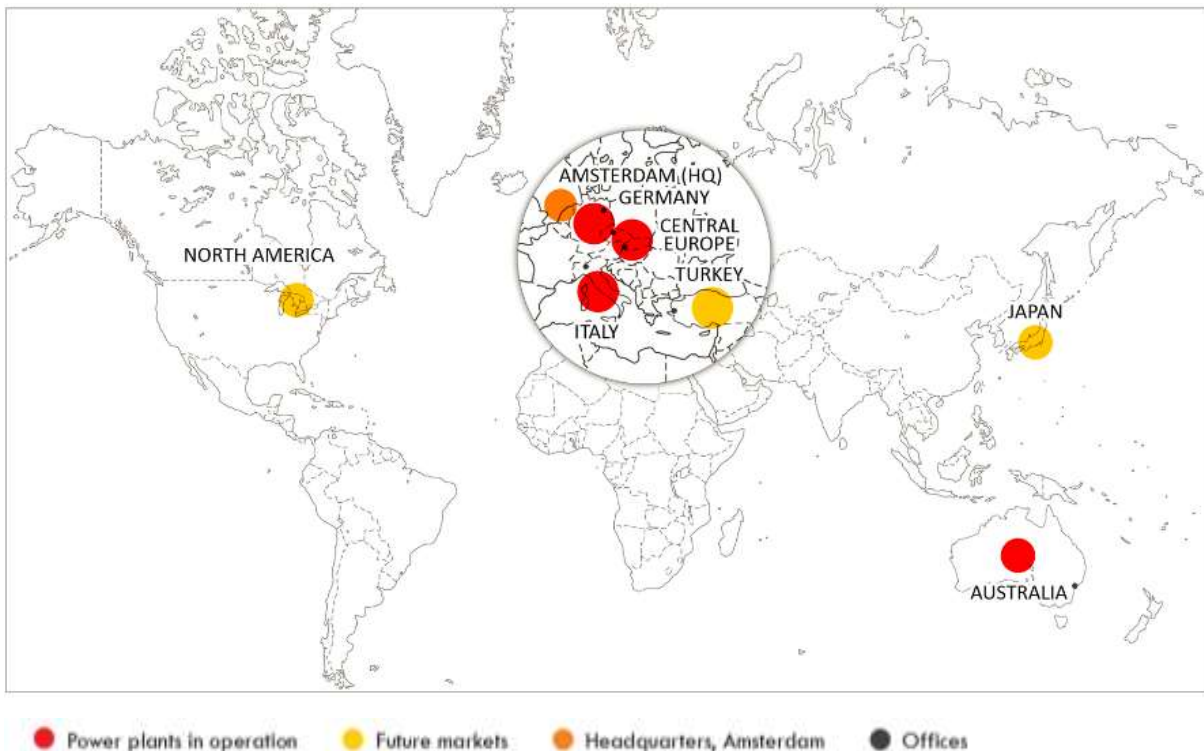 AMSTERDAM (HQ)
GERMANY
CENTRAL
EUROPE
NORTH AMERICA
TURKEY
JAPAN
ITALY
AUSTRALIA
Power plants in operation
Future markets
Headquarters, Amsterdam
Offices